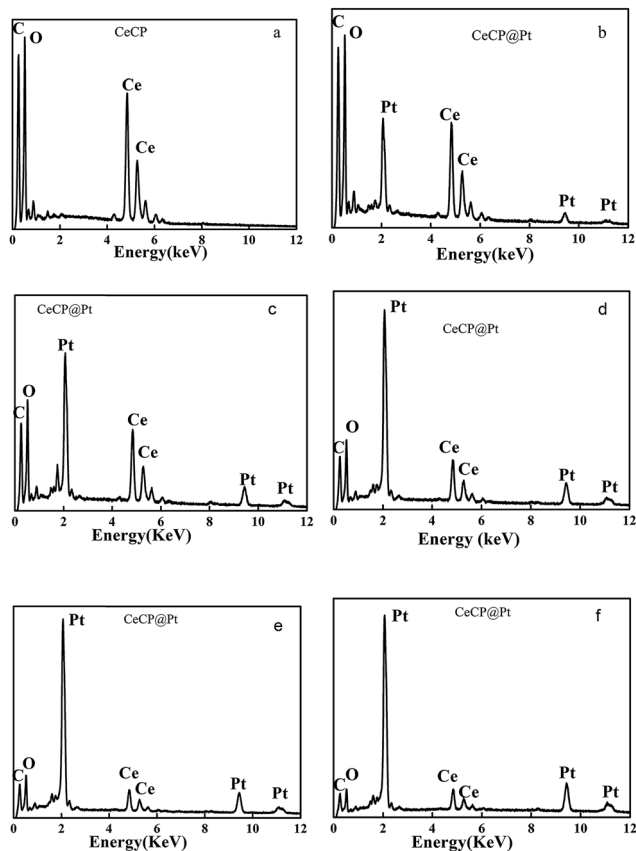 CeCP a
C O Ce Ce
0 2 4 6 8 10 12
Energy(keV)
CeCP@Pt b
C O Pt Ce Ce Pt Pt
0 2 4 6 8 10 12
Energy(keV)
CeCP@Pt c
C O Pt Ce Ce Pt Pt
0 2 4 6 8 10 12
Energy(KeV)
CeCP@Pt d
C O Pt Ce Ce Pt Pt
0 2 4 6 8 10 12
Energy (keV)
CeCP@Pt e
C O Pt Ce Ce Pt Pt
0 2 4 6 8 10 12
Energy(KeV)
CeCP@Pt f
C O Pt Ce Ce Pt Pt
0 2 4 6 8 10 12
Energy(KeV)